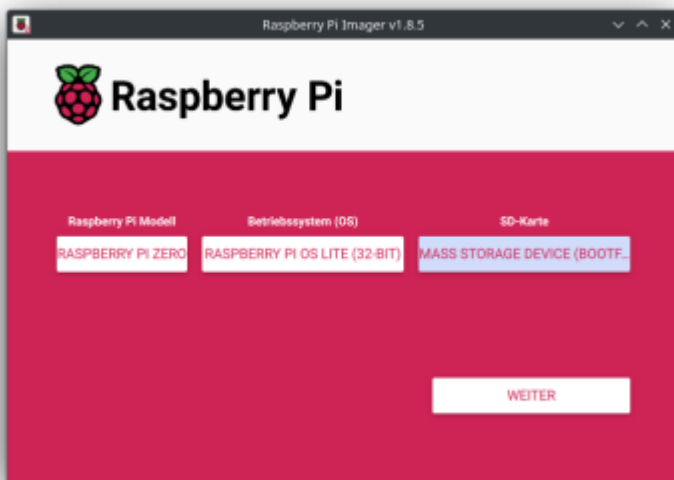 Raspberry Pi Imager v1.8.5
Raspberry Pi
Raspberry Pi Modell
Betriebssystem (OS)
SD-Karte
RASPBERRY PI ZERO
RASPBERRY PI OS LITE (32-BIT)
MASS STORAGE DEVICE (BOOTF...
WEITER